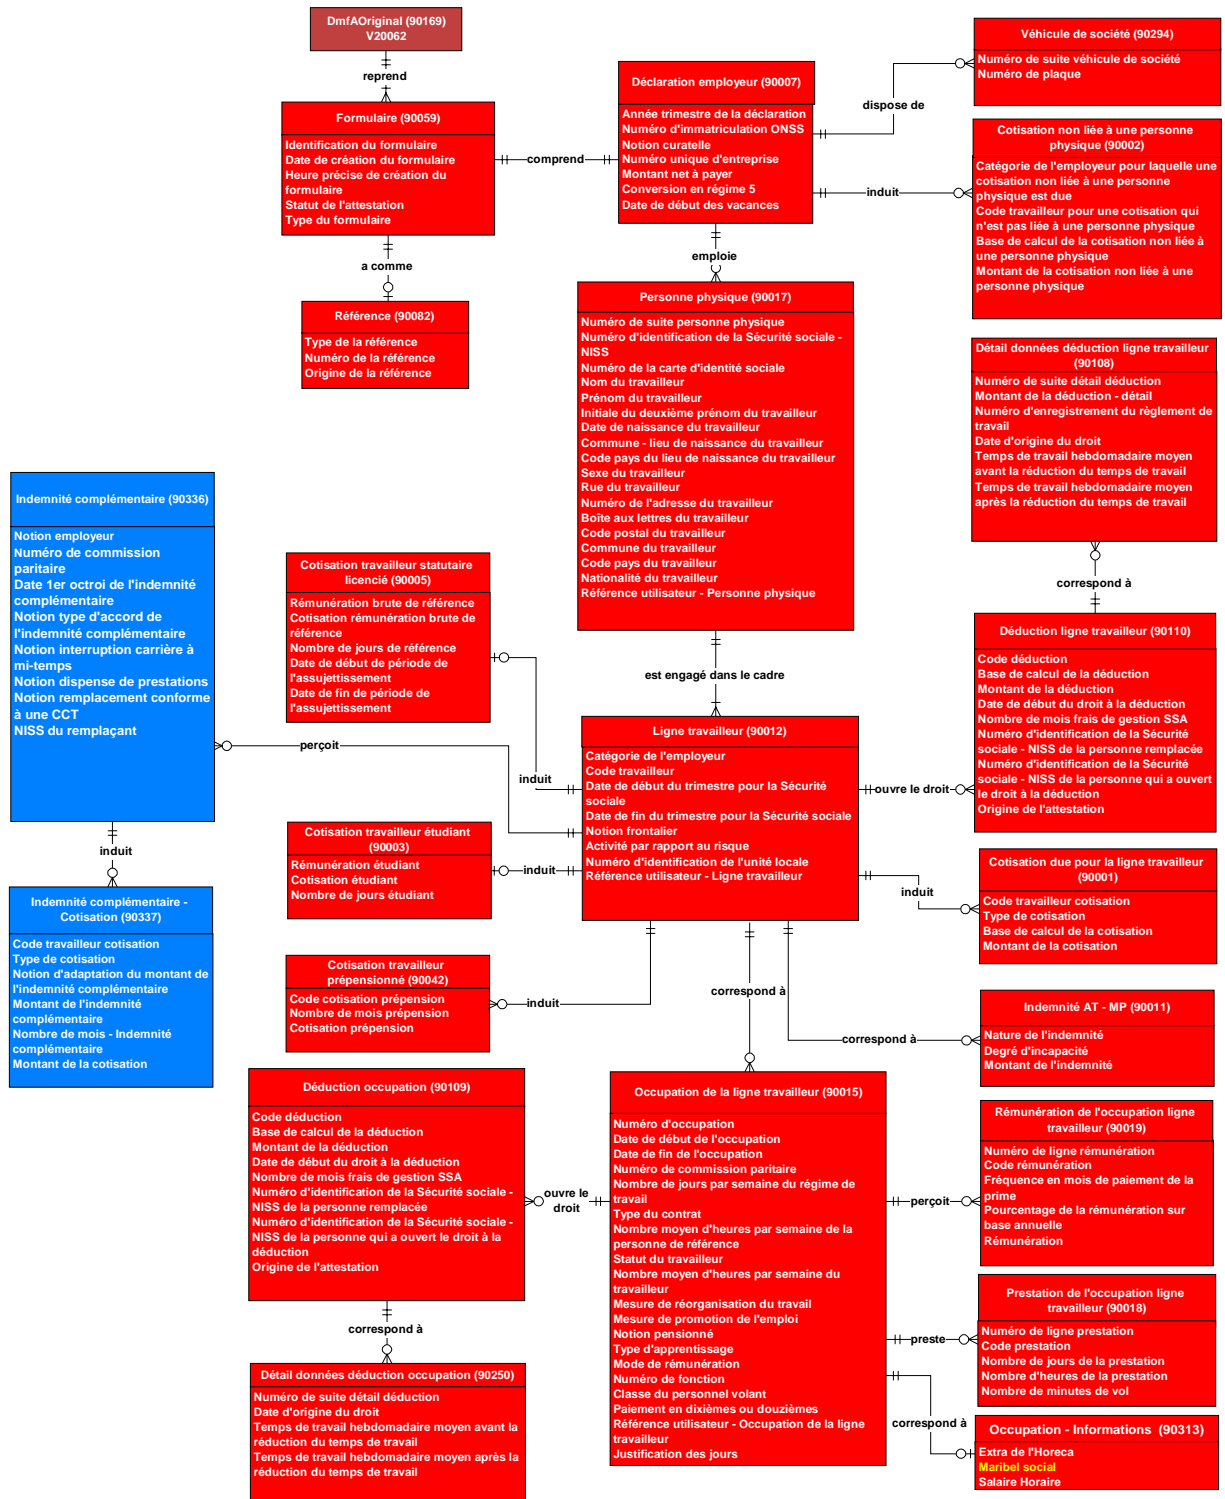 DmfAOriginal (90169)
V20062
reprend
Formulaire (90059)
Identification du formulaire
Date de création du formulaire
Heure précise de création du
formulaire
Statut de l'attestation
Type du formulaire
comprend
a comme
Référence (90082)
Type de la référence
Numéro de la référence
Origine de la référence
Déclaration employeur (90007)
Année trimestre de la déclaration
Numéro d'immatriculation ONSS
Notion curatelle
Numéro unique d'entreprise
Montant net à payer
Conversion en régime 5
Date de début des vacances
dispose de
Véhicule de société (90294)
Numéro de suite véhicule de société
Numéro de plaque
induit
Cotisation non liée à une personne
physique (90002)
Catégorie de l'employeur pour laquelle une
cotisation non liée à une personne
physique est due
Code travailleur pour une cotisation qui
n'est pas liée à une personne physique
Base de calcul de la cotisation non liée à
une personne physique
Montant de la cotisation non liée à une
personne physique
emploie
Personne physique (90017)
Numéro de suite personne physique
Numéro d'identification de la Sécurité sociale -
NISS
Numéro de la carte d'identité sociale
Nom du travailleur
Prénom du travailleur
Initiale du deuxième prénom du travailleur
Date de naissance du travailleur
Commune - lieu de naissance du travailleur
Code pays du lieu de naissance du travailleur
Sexe du travailleur
Rue du travailleur
Numéro de l'adresse du travailleur
Boîte aux lettres du travailleur
Code postal du travailleur
Commune du travailleur
Code pays du travailleur
Nationalité du travailleur
Référence utilisateur - Personne physique
Détail données déduction ligne travailleur
(90108)
Numéro de suite détail déduction
Montant de la déduction - détail
Numéro d'enregistrement du règlement de
travail
Date d'origine du droit
Temps de travail hebdomadaire moyen
avant la réduction du temps de travail
Temps de travail hebdomadaire moyen
après la réduction du temps de travail
correspond à
Indemnité complémentaire (90336)
Notion employeur
Numéro de commission
paritaire
Date 1er octroi de l'indemnité
complémentaire
Notion type d'accord de
l'indemnité complémentaire
Notion interruption carrière à
mi-temps
Notion dispense de prestations
Notion remplacement conforme
à une CCT
NISS du remplaçant
Cotisation travailleur statutaire
licencié (90005)
Rémunération brute de référence
Cotisation rémunération brute de
référence
Nombre de jours de référence
Date de début de période de
l'assujettissement
Date de fin de période de
l'assujettissement
est engagé dans le cadre
Déduction ligne travailleur (90110)
Code déduction
Base de calcul de la déduction
Montant de la déduction
Date de début du droit à la déduction
Nombre de mois frais de gestion SSA
Numéro d'identification de la Sécurité
sociale - NISS de la personne remplacée
Numéro d'identification de la Sécurité
sociale - NISS de la personne qui a ouvert
le droit à la déduction
Origine de l'attestation
perçoit
induit
Ligne travailleur (90012)
Catégorie de l'employeur
Code travailleur
Date de début du trimestre pour la Sécurité
sociale
Date de fin du trimestre pour la Sécurité sociale
Notion frontalier
Activité par rapport au risque
Numéro d'identification de l'unité locale
Référence utilisateur - Ligne travailleur
ouvre le droit
induit
Cotisation travailleur étudiant
(90003)
Rémunération étudiant
Cotisation étudiant
Nombre de jours étudiant
induit
induit
Cotisation due pour la ligne travailleur
(90001)
Code travailleur cotisation
Type de cotisation
Base de calcul de la cotisation
Montant de la cotisation
Indemnité complémentaire -
Cotisation (90337)
Code travailleur cotisation
Type de cotisation
Notion d'adaptation du montant de
l'indemnité complémentaire
Montant de l'indemnité
complémentaire
Nombre de mois - Indemnité
complémentaire
Montant de la cotisation
Cotisation travailleur
prépensionné (90042)
Code cotisation prépension
Nombre de mois prépension
Cotisation prépension
induit
correspond à
correspond à
Indemnité AT - MP (90011)
Nature de l'indemnité
Degré d'incapacité
Montant de l'indemnité
Déduction occupation (90109)
Code déduction
Base de calcul de la déduction
Montant de la déduction
Date de début du droit à la déduction
Nombre de mois frais de gestion SSA
Numéro d'identification de la Sécurité sociale -
NISS de la personne remplacée
Numéro d'identification de la Sécurité sociale -
NISS de la personne qui a ouvert le droit à la
déduction
Origine de l'attestation
ouvre le
droit
Occupation de la ligne travailleur (90015)
Numéro d'occupation
Date de début de l'occupation
Date de fin de l'occupation
Numéro de commission paritaire
Nombre de jours par semaine du régime de
travail
Type du contrat
Nombre moyen d'heures par semaine de la
personne de référence
Statut du travailleur
Nombre moyen d'heures par semaine du
travailleur
Mesure de réorganisation du travail
Mesure de promotion de l'emploi
Notion pensionné
Type d'apprentissage
Mode de rémunération
Numéro de fonction
Classe du personnel volant
Paiement en dixièmes ou douzièmes
Référence utilisateur - Occupation de la ligne
travailleur
Justification des jours
perçoit
Rémunération de l'occupation ligne
travailleur (90019)
Numéro de ligne rémunération
Code rémunération
Fréquence en mois de paiement de la
prime
Pourcentage de la rémunération sur
base annuelle
Rémunération
preste
Prestation de l'occupation ligne
travailleur (90018)
Numéro de ligne prestation
Code prestation
Nombre de jours de la prestation
Nombre d'heures de la prestation
Nombre de minutes de vol
correspond à
Détail données déduction occupation (90250)
Numéro de suite détail déduction
Date d'origine du droit
Temps de travail hebdomadaire moyen avant la
réduction du temps de travail
Temps de travail hebdomadaire moyen après la
réduction du temps de travail
correspond à
Occupation - Informations (90313)
Extra de l'Horeca
Maribel social
Salaire Horaire